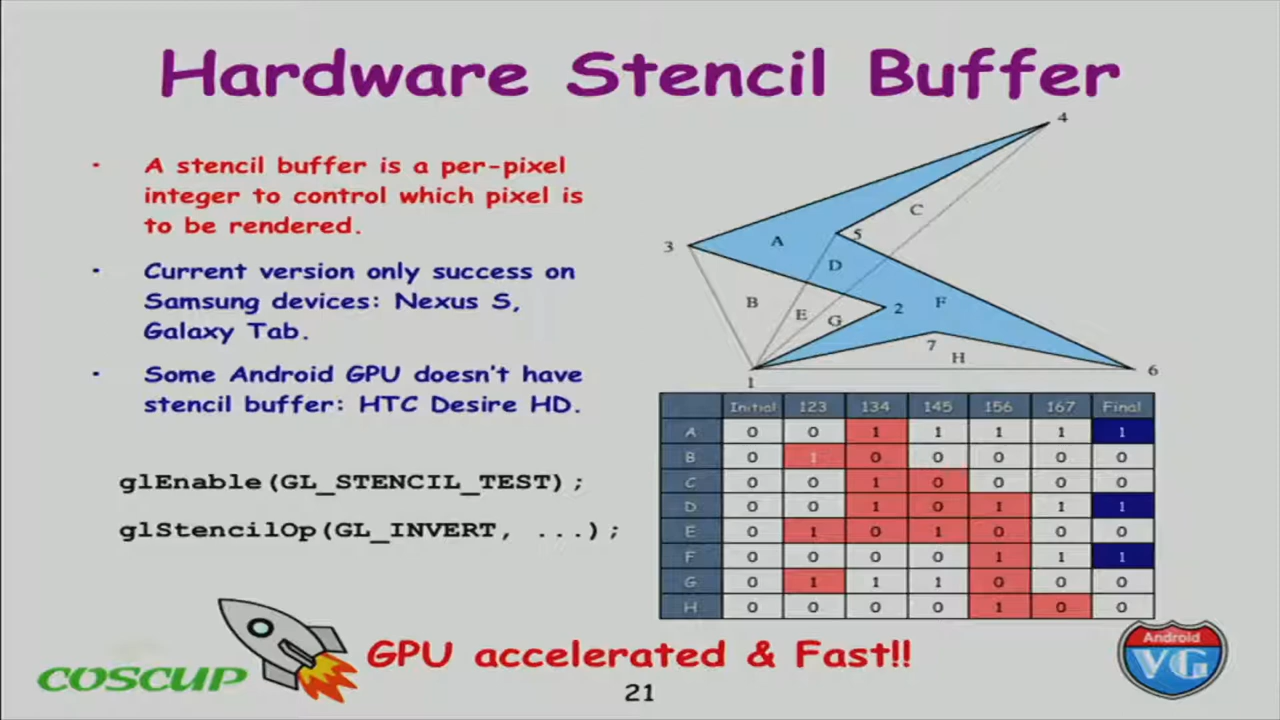 Hardware Stencil Buffer
· A stencil buffer is a per-pixel
integer to control which pixel is
to be rendered.
· Current version only success on
Samsung devices: Nexus S,
Galaxy Tab.
· Some Android GPU doesn't have
stencil buffer: HTC Desire HD.
glEnable(GL_STENCIL_TEST);
glStencilOp(GL_INVERT, ...);
4
C
3
A
5
D
B
E
G
2
F
7
H
1
6
Initial 123 134 145 156 167 Final
A 0 0 1 1 1 1 1
B 0 1 0 0 0 0 0
C 0 0 1 0 0 0 0
D 0 0 1 0 1 1 1
E 0 1 0 1 0 0 0
F 0 0 0 0 1 1 1
G 0 1 1 1 0 0 0
H 0 0 0 0 1 0 0
GPU accelerated & Fast!!
COSCUP
21
Android
VG